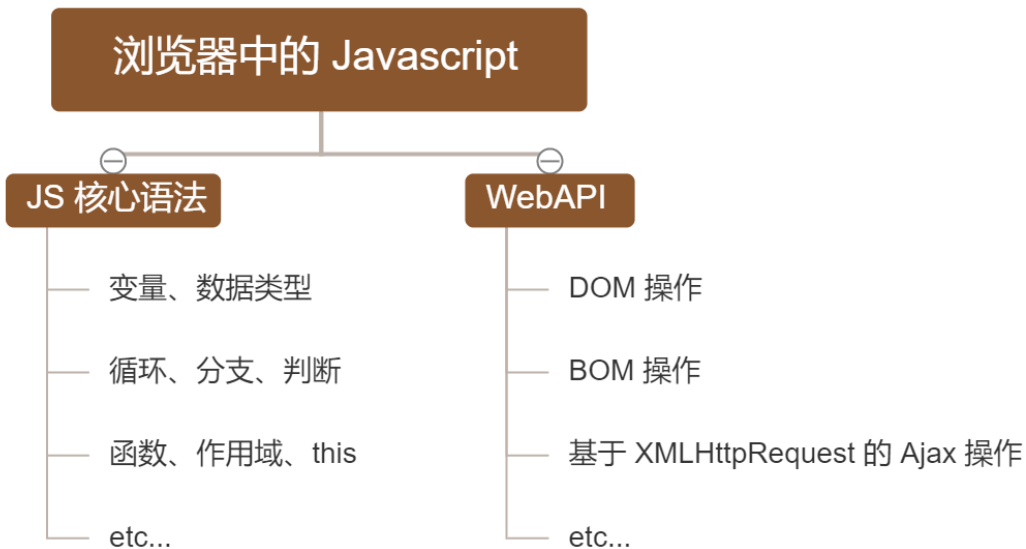 浏览器中的 Javascript
JS 核心语法
变量、数据类型
循环、分支、判断
函数、作用域、this
etc...
WebAPI
DOM 操作
BOM 操作
基于 XMLHttpRequest 的 Ajax 操作
etc...